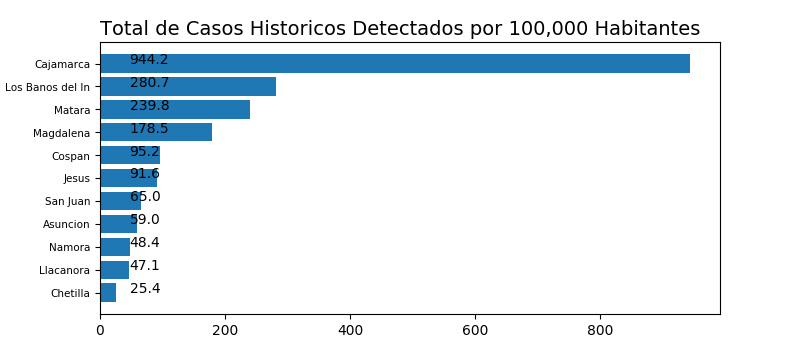 Total de Casos Historicos Detectados por 100,000 Habitantes
Cajamarca 944.2
Los Banos del In 280.7
Matara 239.8
Magdalena 178.5
Cospan 95.2
Jesus 91.6
San Juan 65.0
Asuncion 59.0
Namora 48.4
Llacanora 47.1
Chetilla 25.4
0 200 400 600 800